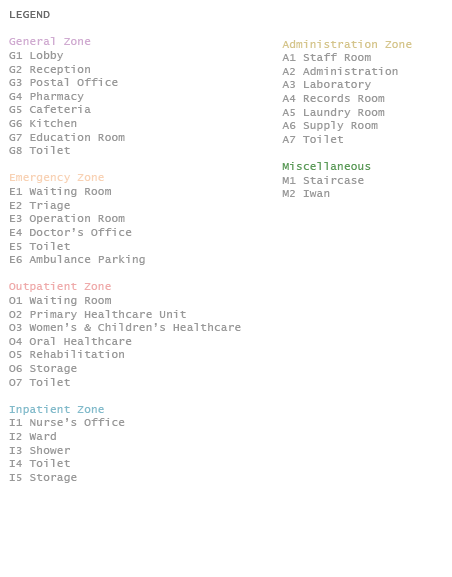 LEGEND
General Zone
G1 Lobby
G2 Reception
G3 Postal Office
G4 Pharmacy
G5 Cafeteria
G6 Kitchen
G7 Education Room
G8 Toilet
Emergency Zone
E1 Waiting Room
E2 Triage
E3 Operation Room
E4 Doctor's Office
E5 Toilet
E6 Ambulance Parking
Outpatient Zone
O1 Waiting Room
O2 Primary Healthcare Unit
O3 Women's & Children's Healthcare
O4 Oral Healthcare
O5 Rehabilitation
O6 Storage
O7 Toilet
Inpatient Zone
I1 Nurse's Office
I2 Ward
I3 Shower
I4 Toilet
I5 Storage
Administration Zone
A1 Staff Room
A2 Administration
A3 Laboratory
A4 Records Room
A5 Laundry Room
A6 Supply Room
A7 Toilet
Miscellaneous
M1 Staircase
M2 Iwan